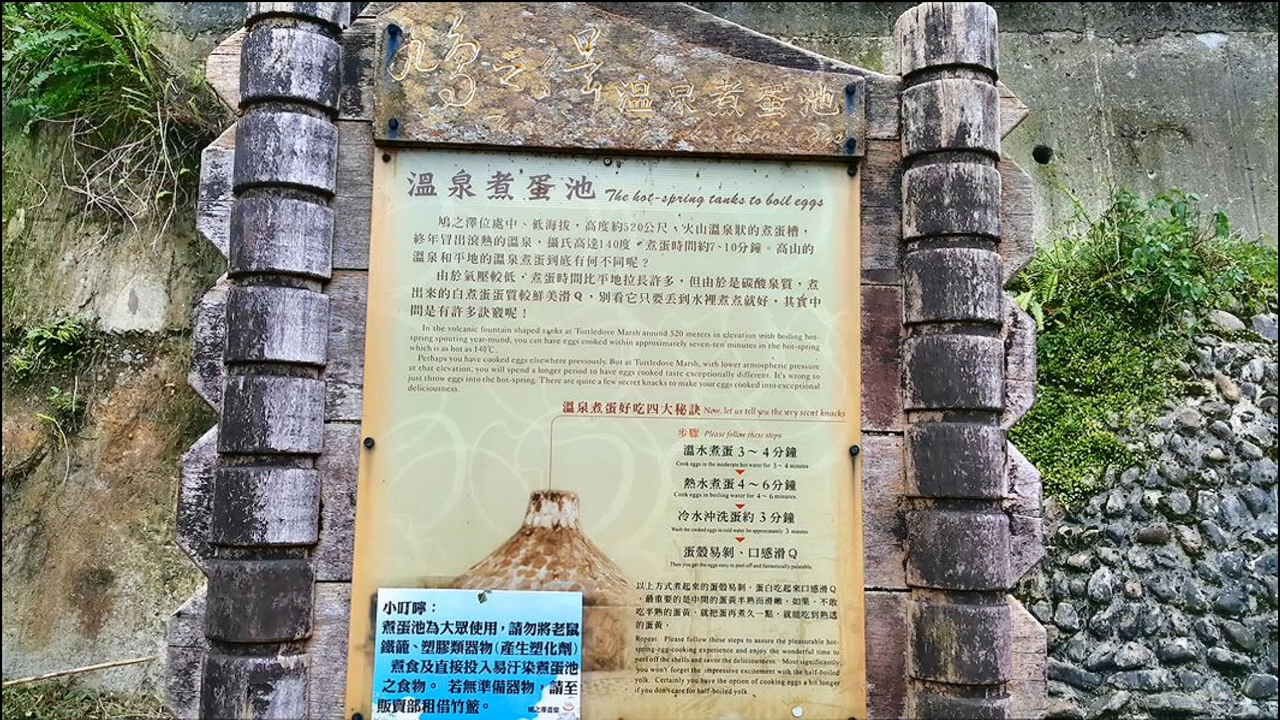 鳩之澤溫泉煮蛋池
溫泉煮蛋池 The hot-spring tanks to boil eggs
鳩之澤位處中、低海拔，高度約520公尺、火山溫泉狀的煮蛋槽，
終年冒出滾熱的溫泉，攝氏高達140度，煮蛋時間約7~10分鐘。高山的
溫泉和平地的溫泉煮蛋到底有何不同呢？
由於氣壓較低，煮蛋時間比平地拉長許多，但由於是碳酸泉質，煮
出來的白煮蛋蛋質較鮮美滑Q，別看它只要丟到水裡煮煮就好，其實中
間是有許多訣竅呢！
In the volcanic fountain shaped tanks at Turtledove Marsh around 520 meters in elevation with boiling hot-
spring spouting year-round, you can have eggs cooked within approximately seven-ten minutes in the hot-spring
which is as hot as 140℃.
Perhaps you have cooked eggs elsewhere previously. But at Turtledove Marsh, with lower atmospheric pressure
at that elevation, you will spend a longer period to have eggs cooked taste exceptionally different. It's wrong to
just throw eggs into the hot-spring. There are quite a few secret knacks to make your eggs cooked into exceptional
deliciousness.
溫泉煮蛋好吃四大秘訣 Now, let us tell you the very secret knacks
步驟 Please follow these steps
溫水煮蛋 3～4分鐘
Cook eggs in the moderate hot water for 3～4 minutes
熱水煮蛋4～6分鐘
Cook eggs in boiling water for 4～6 minutes
冷水沖洗蛋約 3 分鐘
Wash the cooked eggs in cold water for approximately 3 minutes
蛋殼易剝、口感滑Q
Then you get the eggs easy to peel off and fantastically palatable.
以上方式煮起來的蛋殼易剝，蛋白吃起來口感滑Q
，最重要的是中間的蛋黃半熟而滑嫩。如果，不敢
吃半熟的蛋黃，就把蛋再煮久一點，就能吃到熟透
的蛋黃。
Repeat: Please follow these steps to assure the pleasurable hot-
spring-egg-cooking experience and enjoy the wonderful time to
peel off the shells and savor the deliciousness. Most significantly,
you won't forget the impressive excitement with the half-boiled
yolk. Certainly you have the option of cooking eggs a bit longer
if you don't care for half-boiled yolk.
小叮嚀：
煮蛋池為大眾使用，請勿將老鼠
鐵籠、塑膠類器物(產生塑化劑)
煮食及直接投入易汙染煮蛋池
之食物。 若無準備器物，請至
販賣部租借竹籃。
鳩之澤溫泉